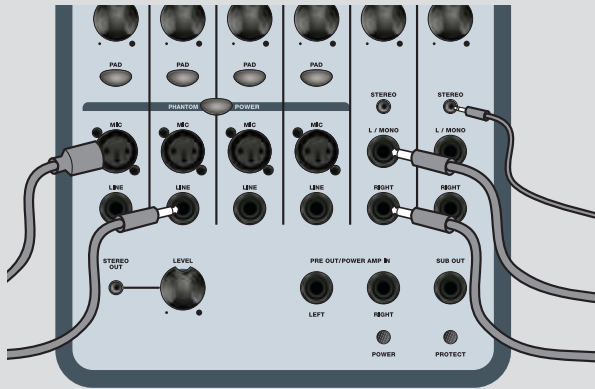 PAD PAD PAD PAD
PHANTOM POWER
STEREO STEREO
MIC MIC MIC MIC L / MONO L / MONO
LINE LINE LINE LINE RIGHT RIGHT
STEREO OUT
LEVEL
PRE OUT/POWER AMP IN
SUB OUT
LEFT
RIGHT
POWER
PROTECT